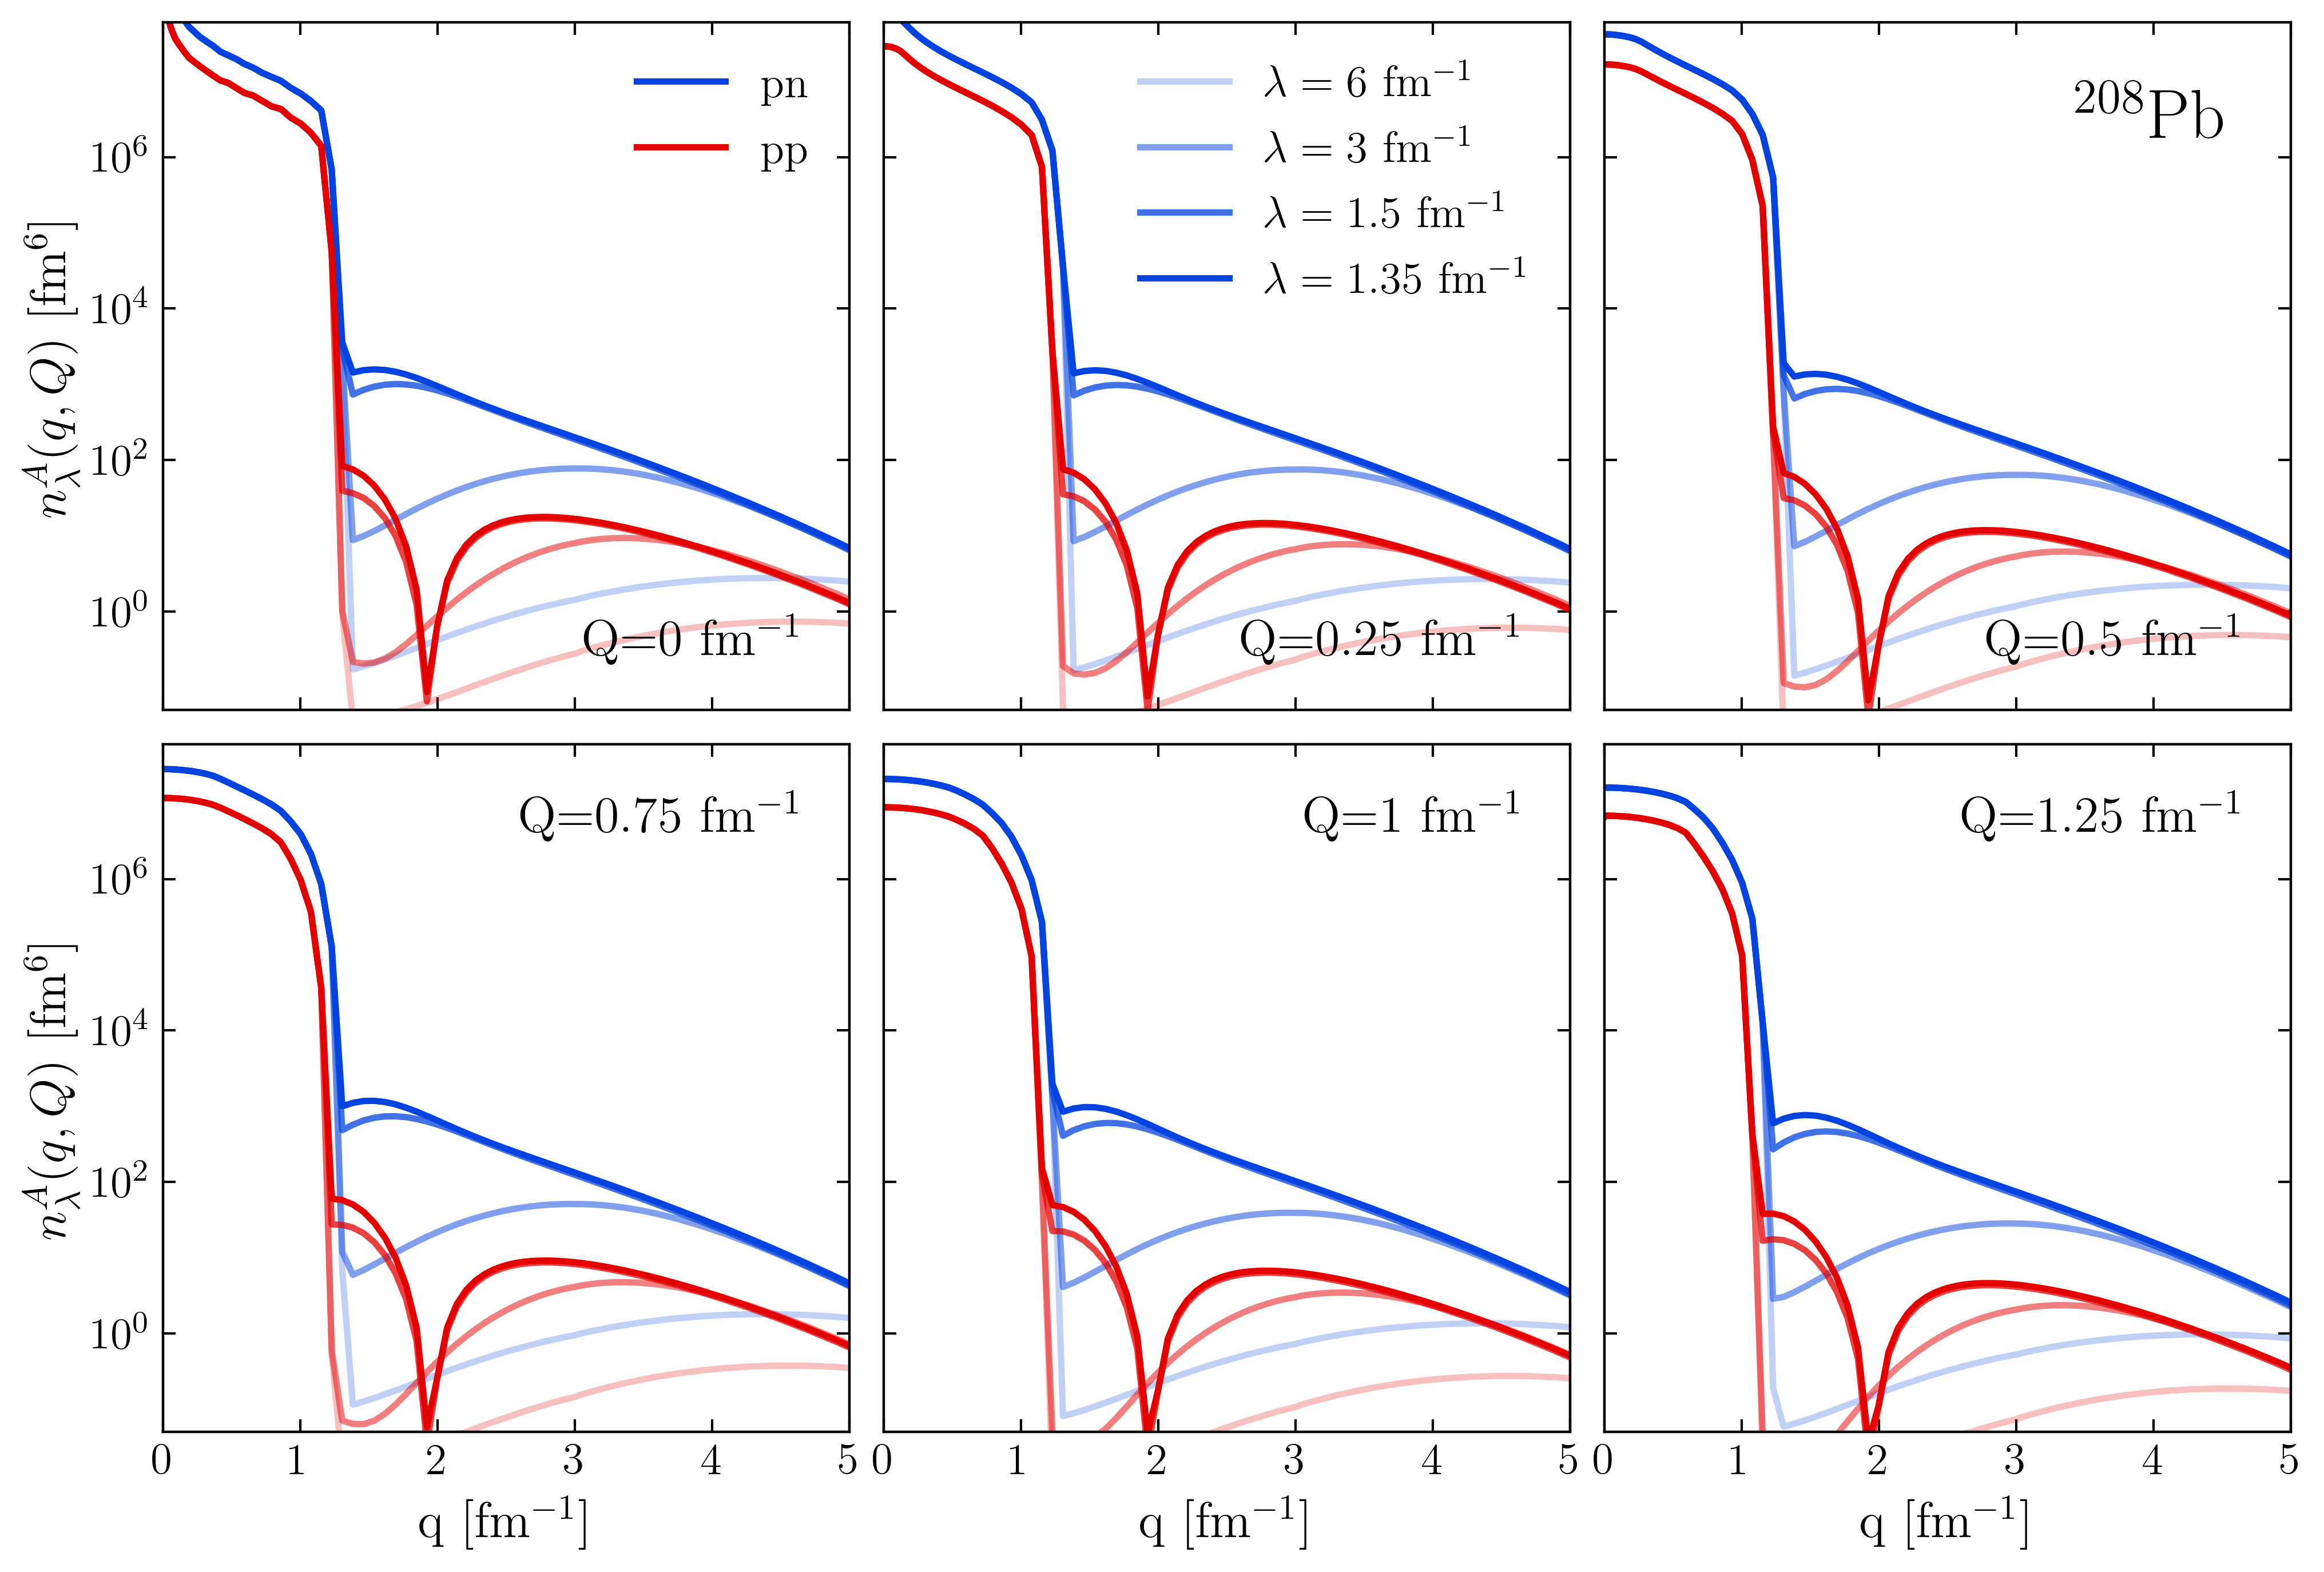 pn
pp
λ = 6 fm⁻¹
λ = 3 fm⁻¹
λ = 1.5 fm⁻¹
λ = 1.35 fm⁻¹
²⁰⁸Pb
10⁶
10⁴
10²
10⁰
n_λ^A(q, Q) [fm⁶]
Q=0 fm⁻¹
Q=0.25 fm⁻¹
Q=0.5 fm⁻¹
Q=0.75 fm⁻¹
Q=1 fm⁻¹
Q=1.25 fm⁻¹
10⁶
10⁴
10²
10⁰
n_λ^A(q, Q) [fm⁶]
0 1 2 3 4 5
0 1 2 3 4 5
0 1 2 3 4 5
q [fm⁻¹]
q [fm⁻¹]
q [fm⁻¹]